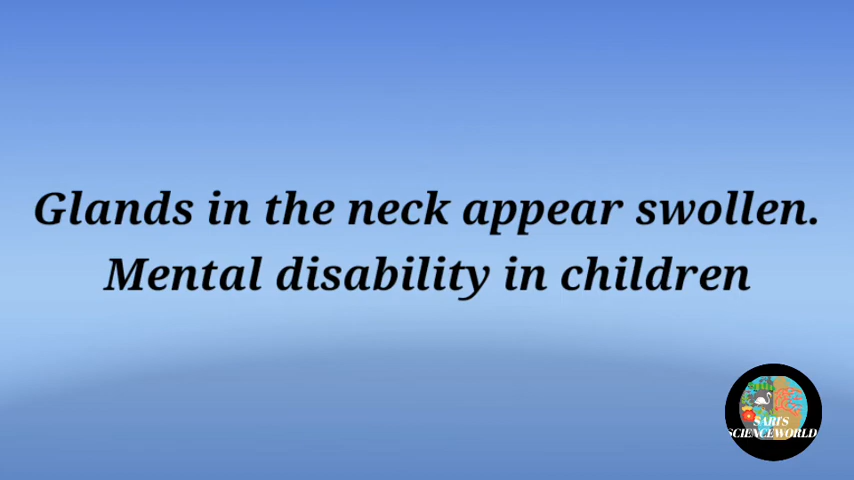 Glands in the neck appear swollen.
Mental disability in children
SARI'S
SCIENCEWORLD